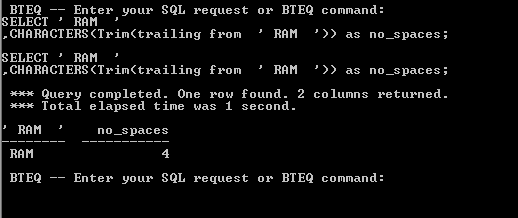 BTEQ -- Enter your SQL request or BTEQ command:
SELECT ' RAM  '
,CHARACTERS(Trim(trailing from  ' RAM  ')) as no_spaces;
SELECT ' RAM  '
,CHARACTERS(Trim(trailing from  ' RAM  ')) as no_spaces;
*** Query completed. One row found. 2 columns returned.
*** Total elapsed time was 1 second.
' RAM  '    no_spaces
--------  -----------
RAM                 4
BTEQ -- Enter your SQL request or BTEQ command: